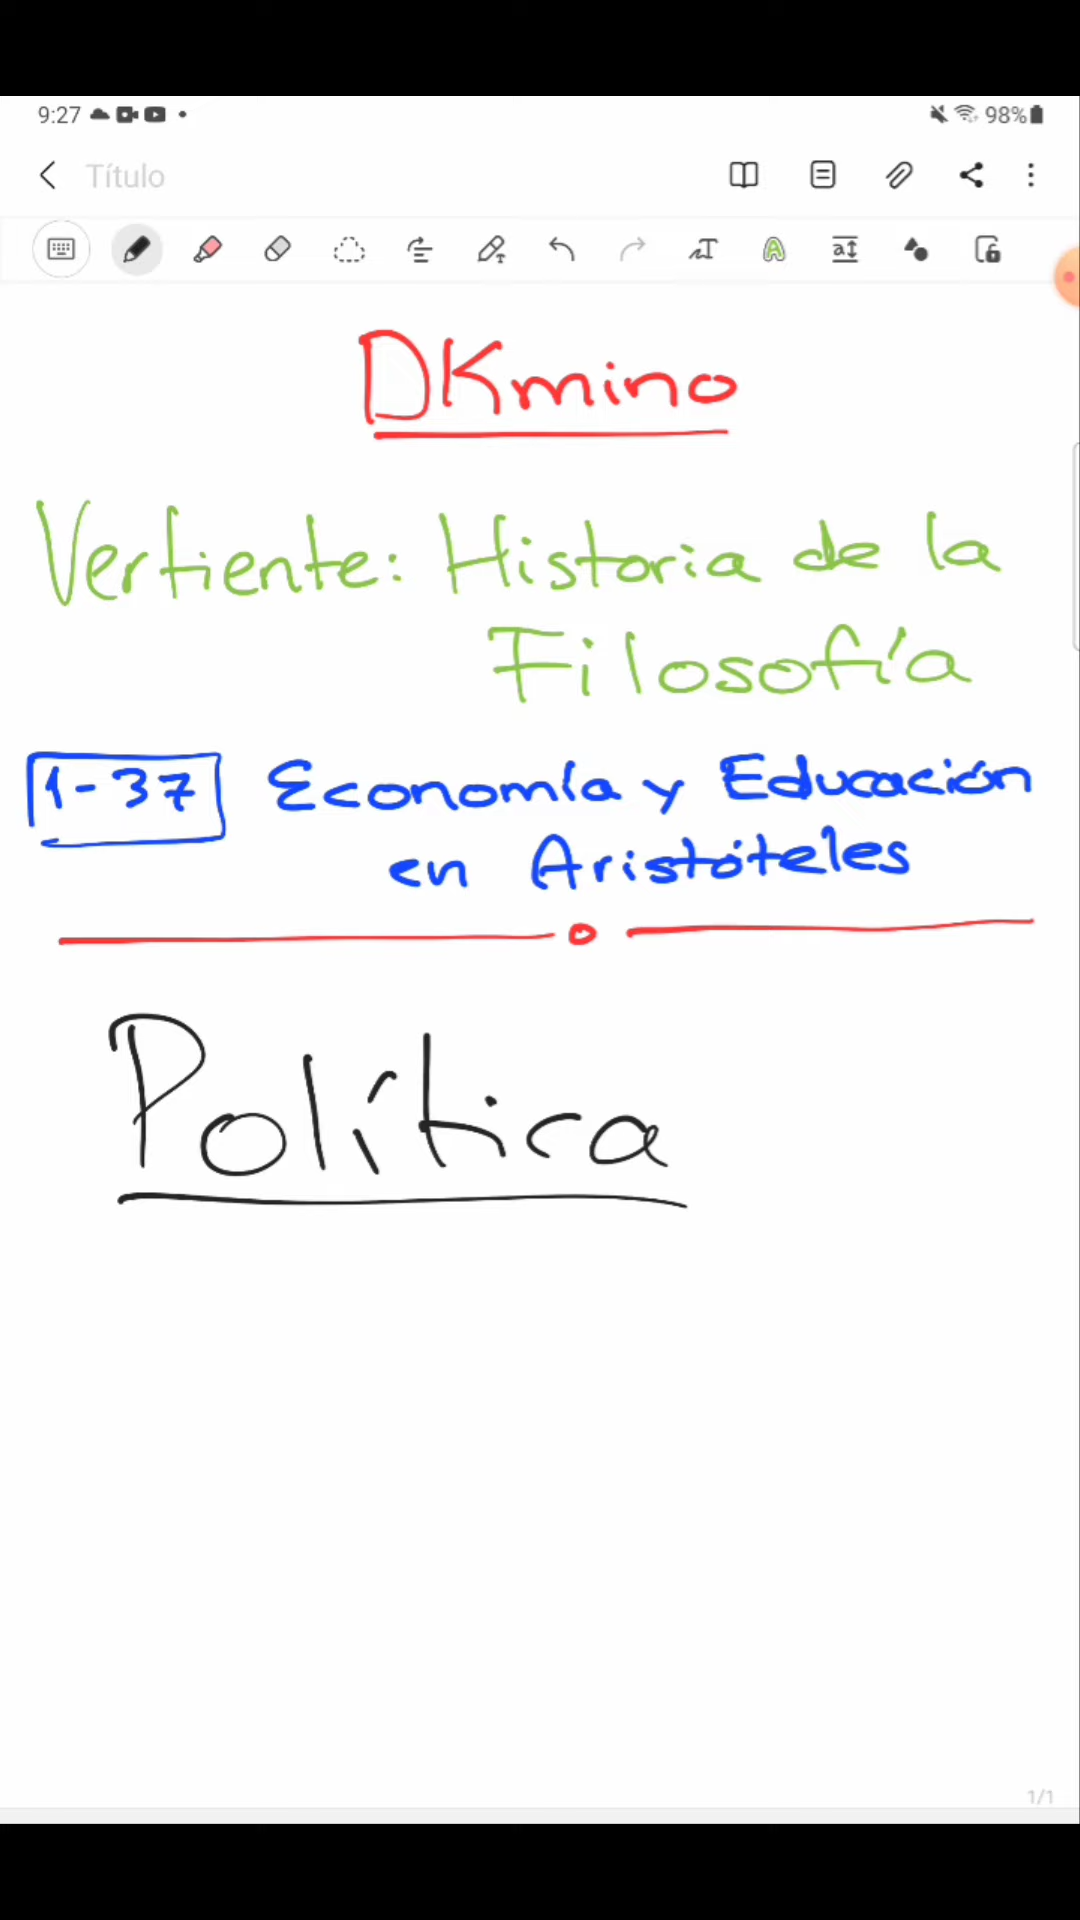 9:27
98%
Título
DKmino
Vertiente: Historia de la
Filosofía
1-37 Economía y Educación
en Aristóteles
Política
1/1